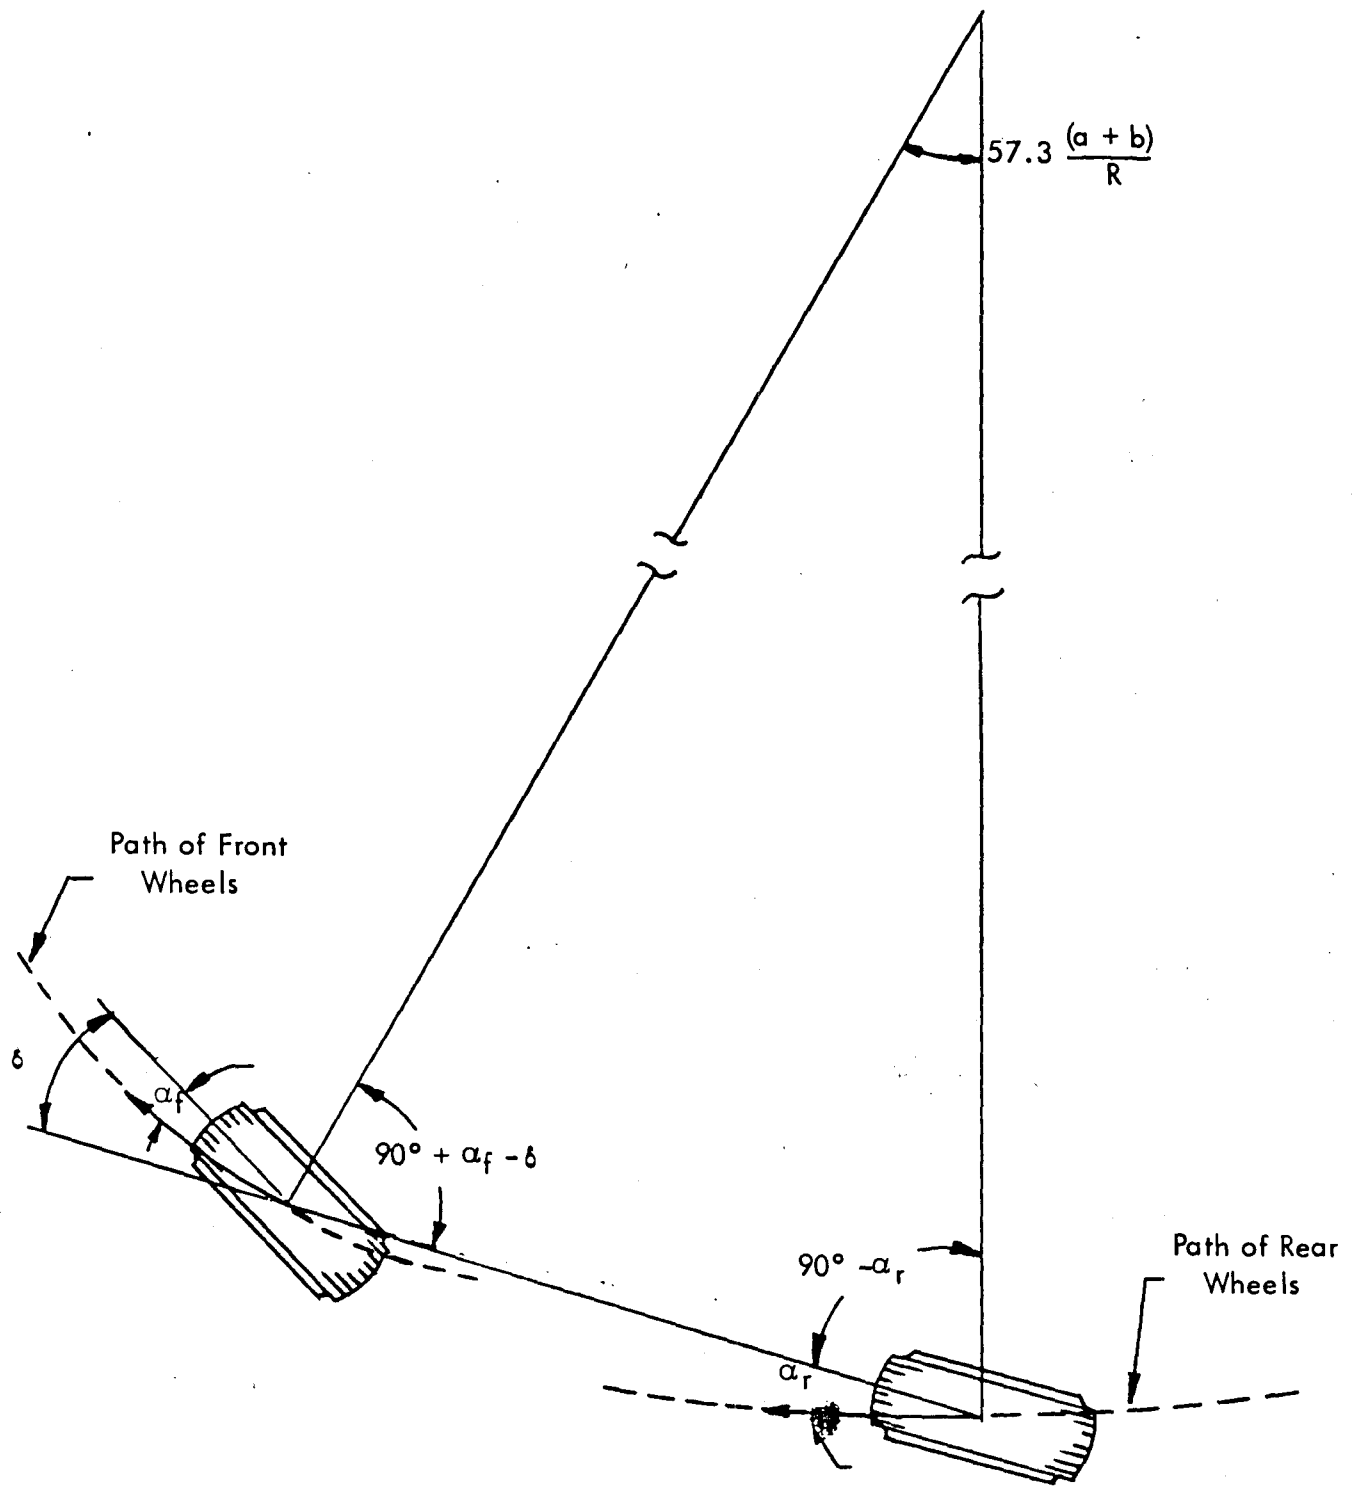 57.3 (a + b)
R
Path of Front
Wheels
δ
αf
90° + αf - δ
90° -αr
Path of Rear
Wheels
αr